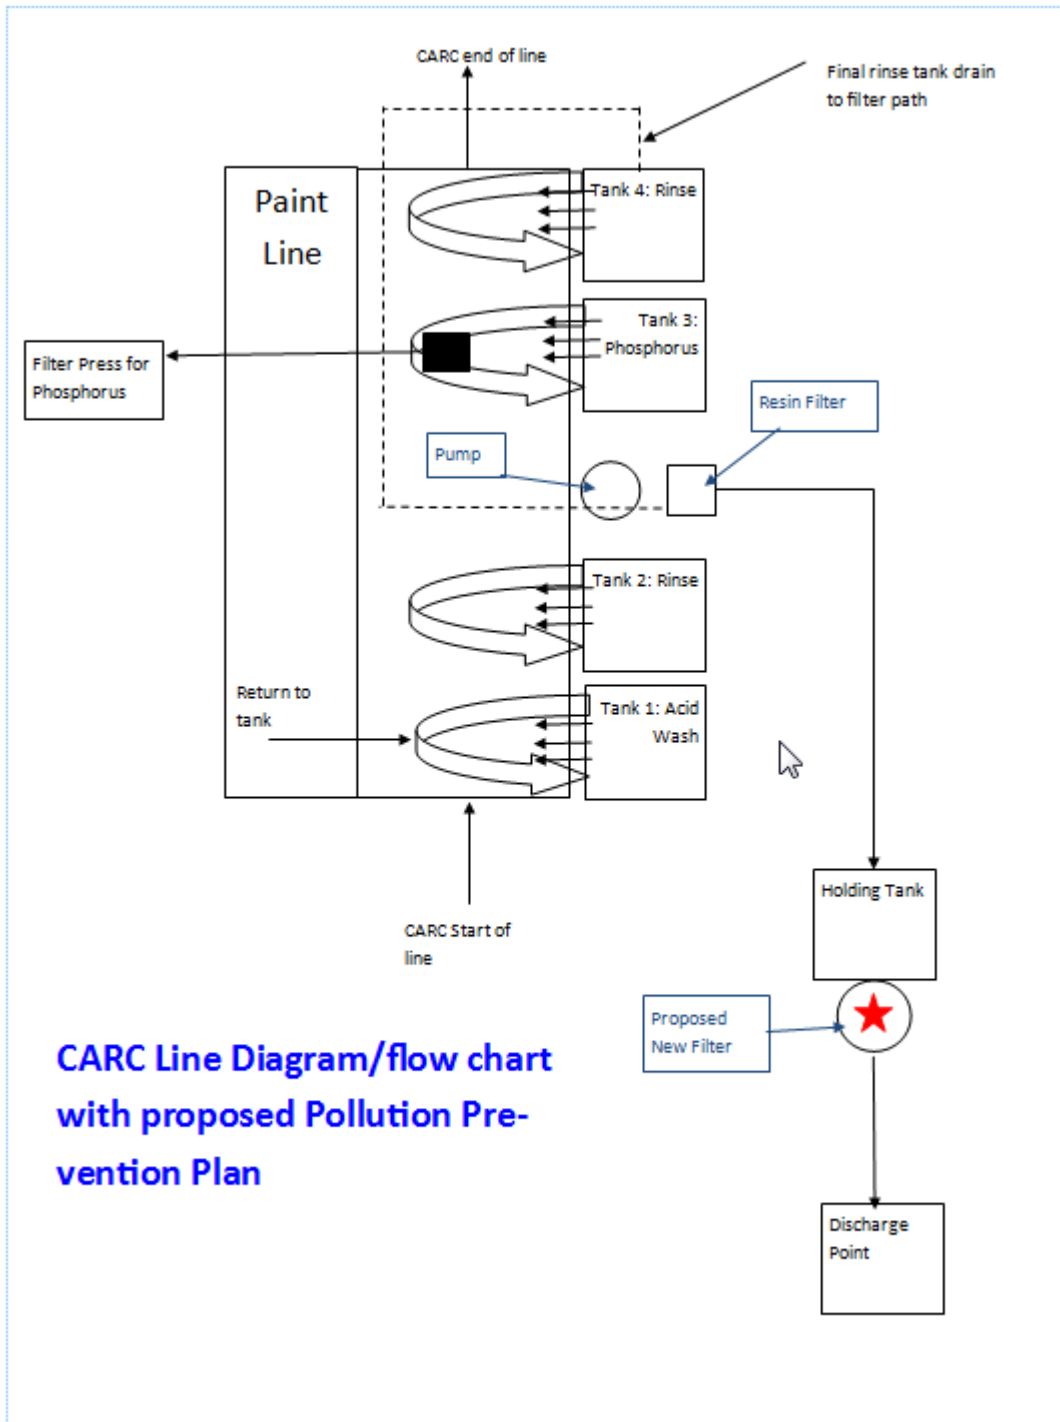 CARC end of line
Final rinse tank drain
to filter path
Paint
Line
Tank 4: Rinse
Tank 3:
Phosphorus
Filter Press for
Phosphorus
Resin Filter
Pump
Tank 2: Rinse
Return to
tank
Tank 1: Acid
Wash
CARC Start of
line
Holding Tank
Proposed
New Filter
CARC Line Diagram/flow chart
with proposed Pollution Pre-
vention Plan
Discharge
Point